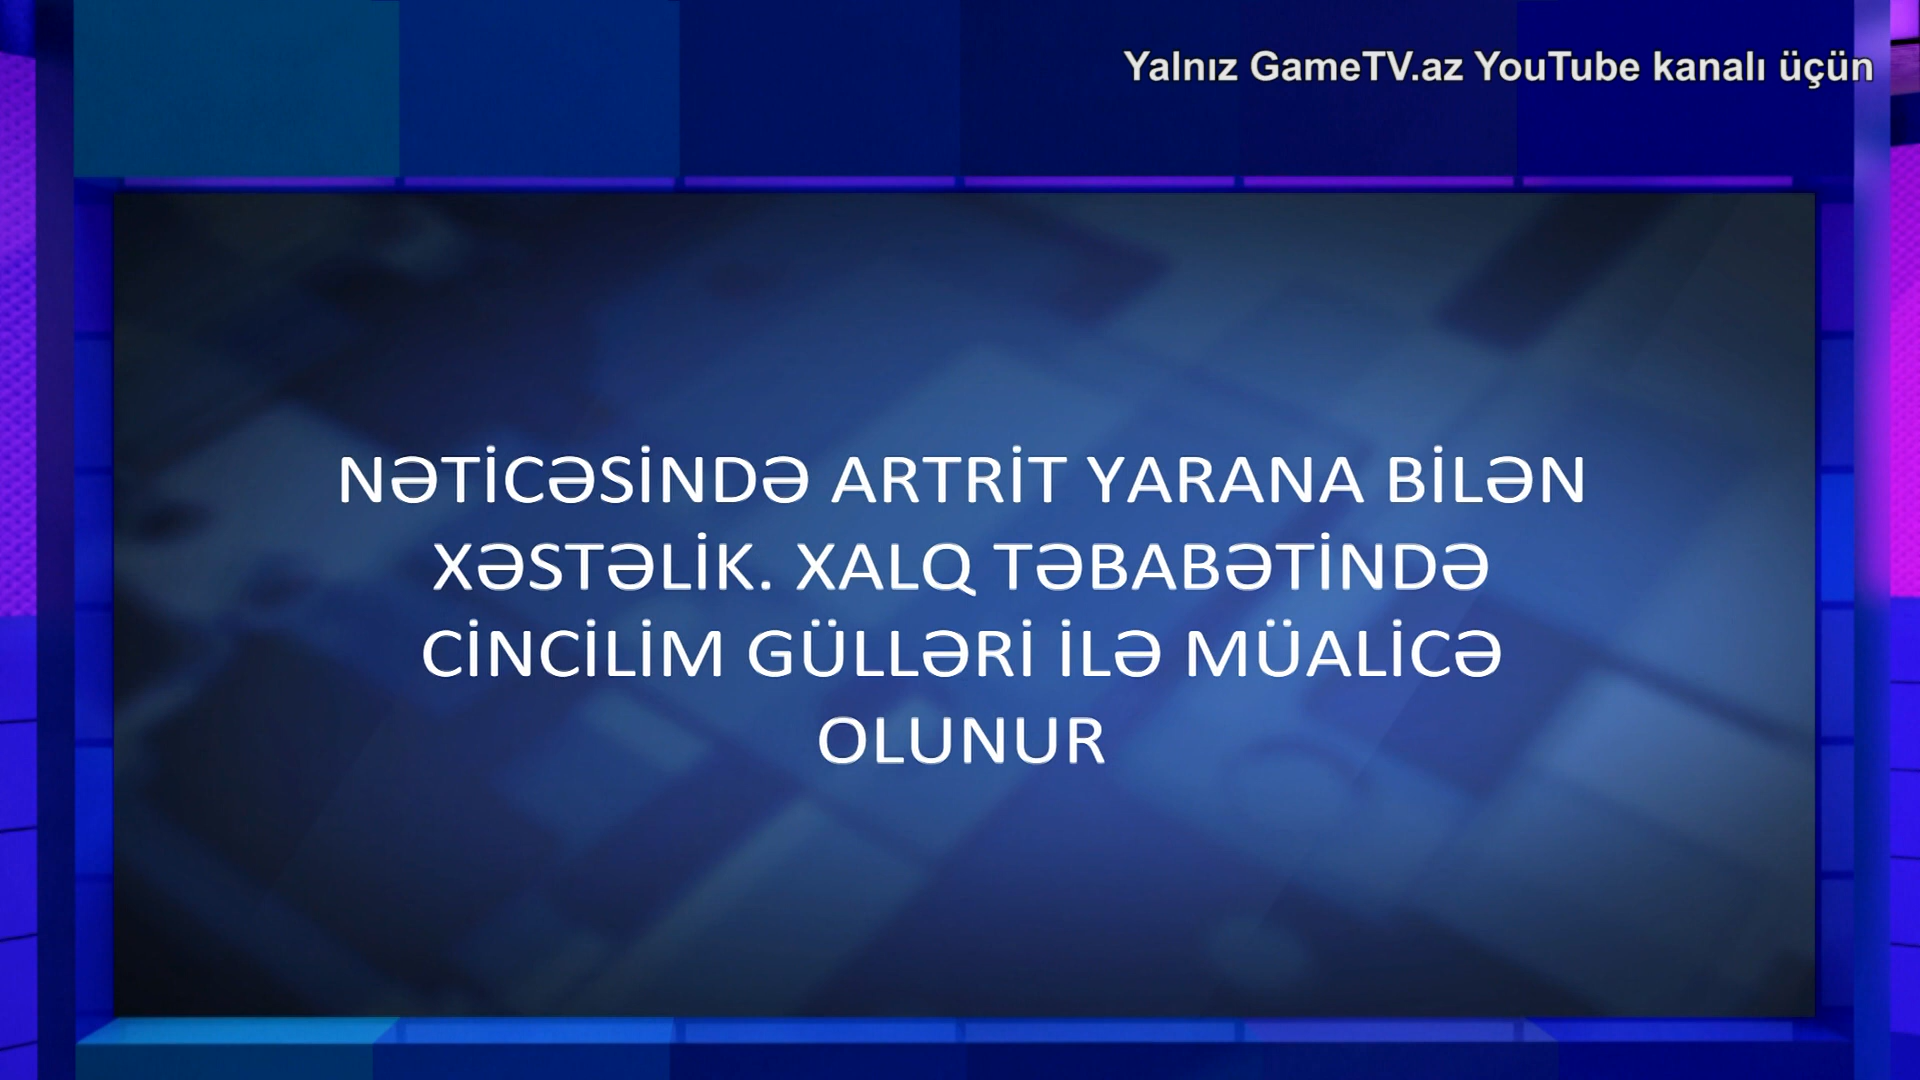 Yalnız GameTV.az YouTube kanalı üçün
NƏTİCƏSİNDƏ ARTRİT YARANA BİLƏN
XƏSTƏLİK. XALQ TƏBABƏTİNDƏ
CİNCİLİM GÜLLƏRİ İLƏ MÜALİCƏ
OLUNUR